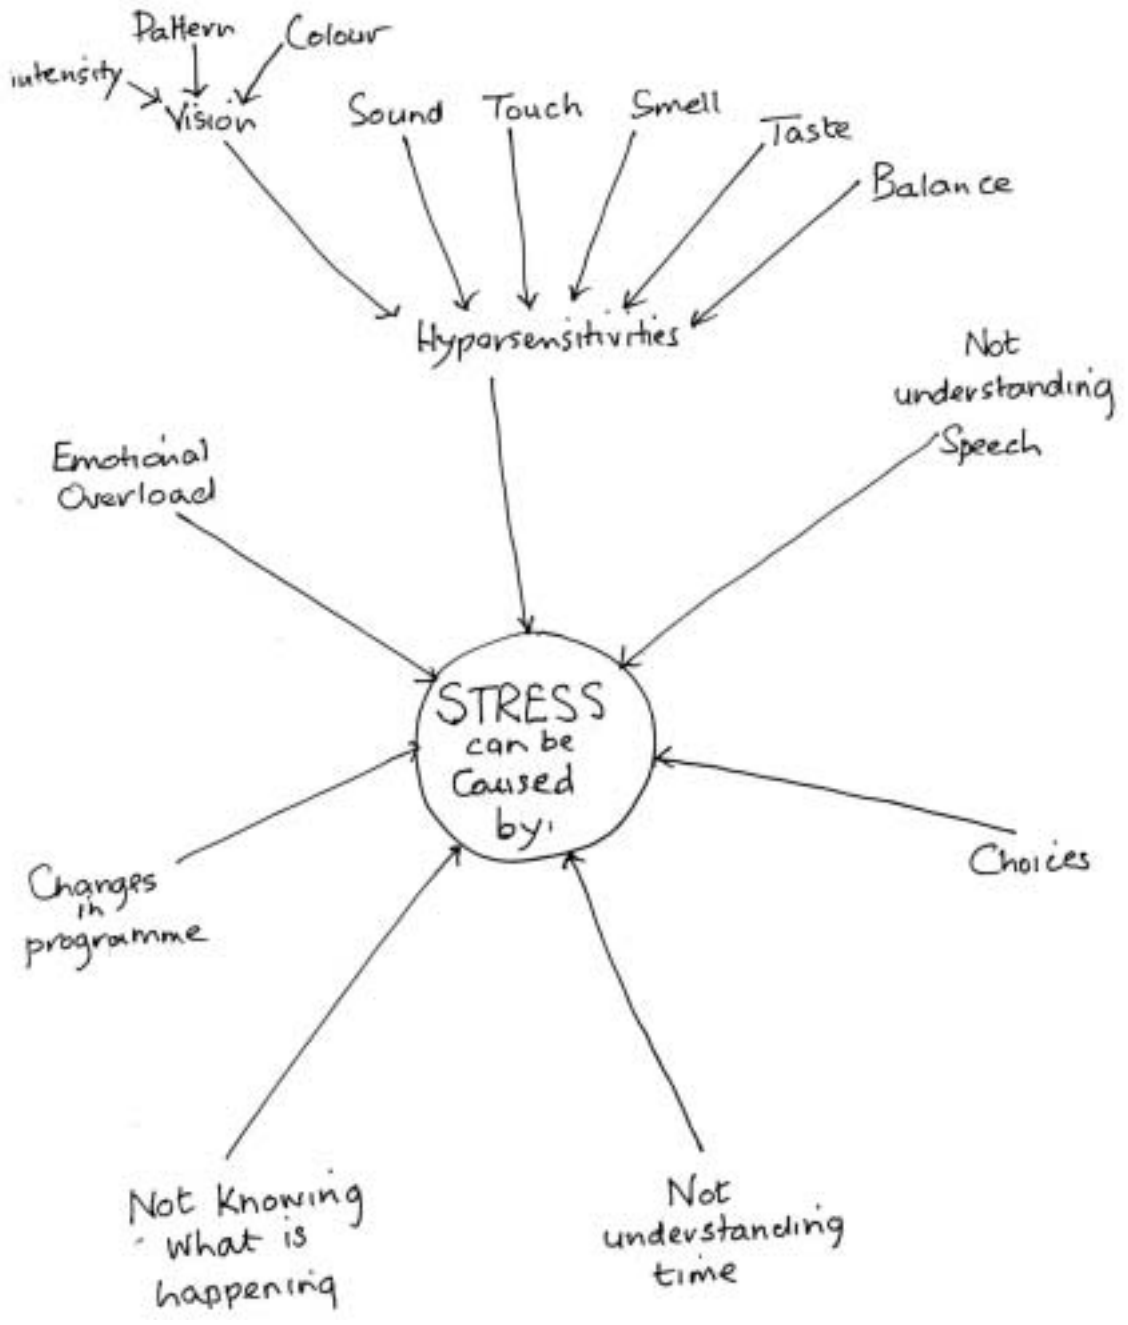 Pattern
Colour
intensity
Vision
Sound
Touch
Smell
Taste
Balance
Hyporsensitivities
Not
understanding
Speech
Emotional
Overload
STRESS
can be
Caused
by:
Choices
Changes
in
programme
Not Knowing
What is
happening
Not
understanding
time